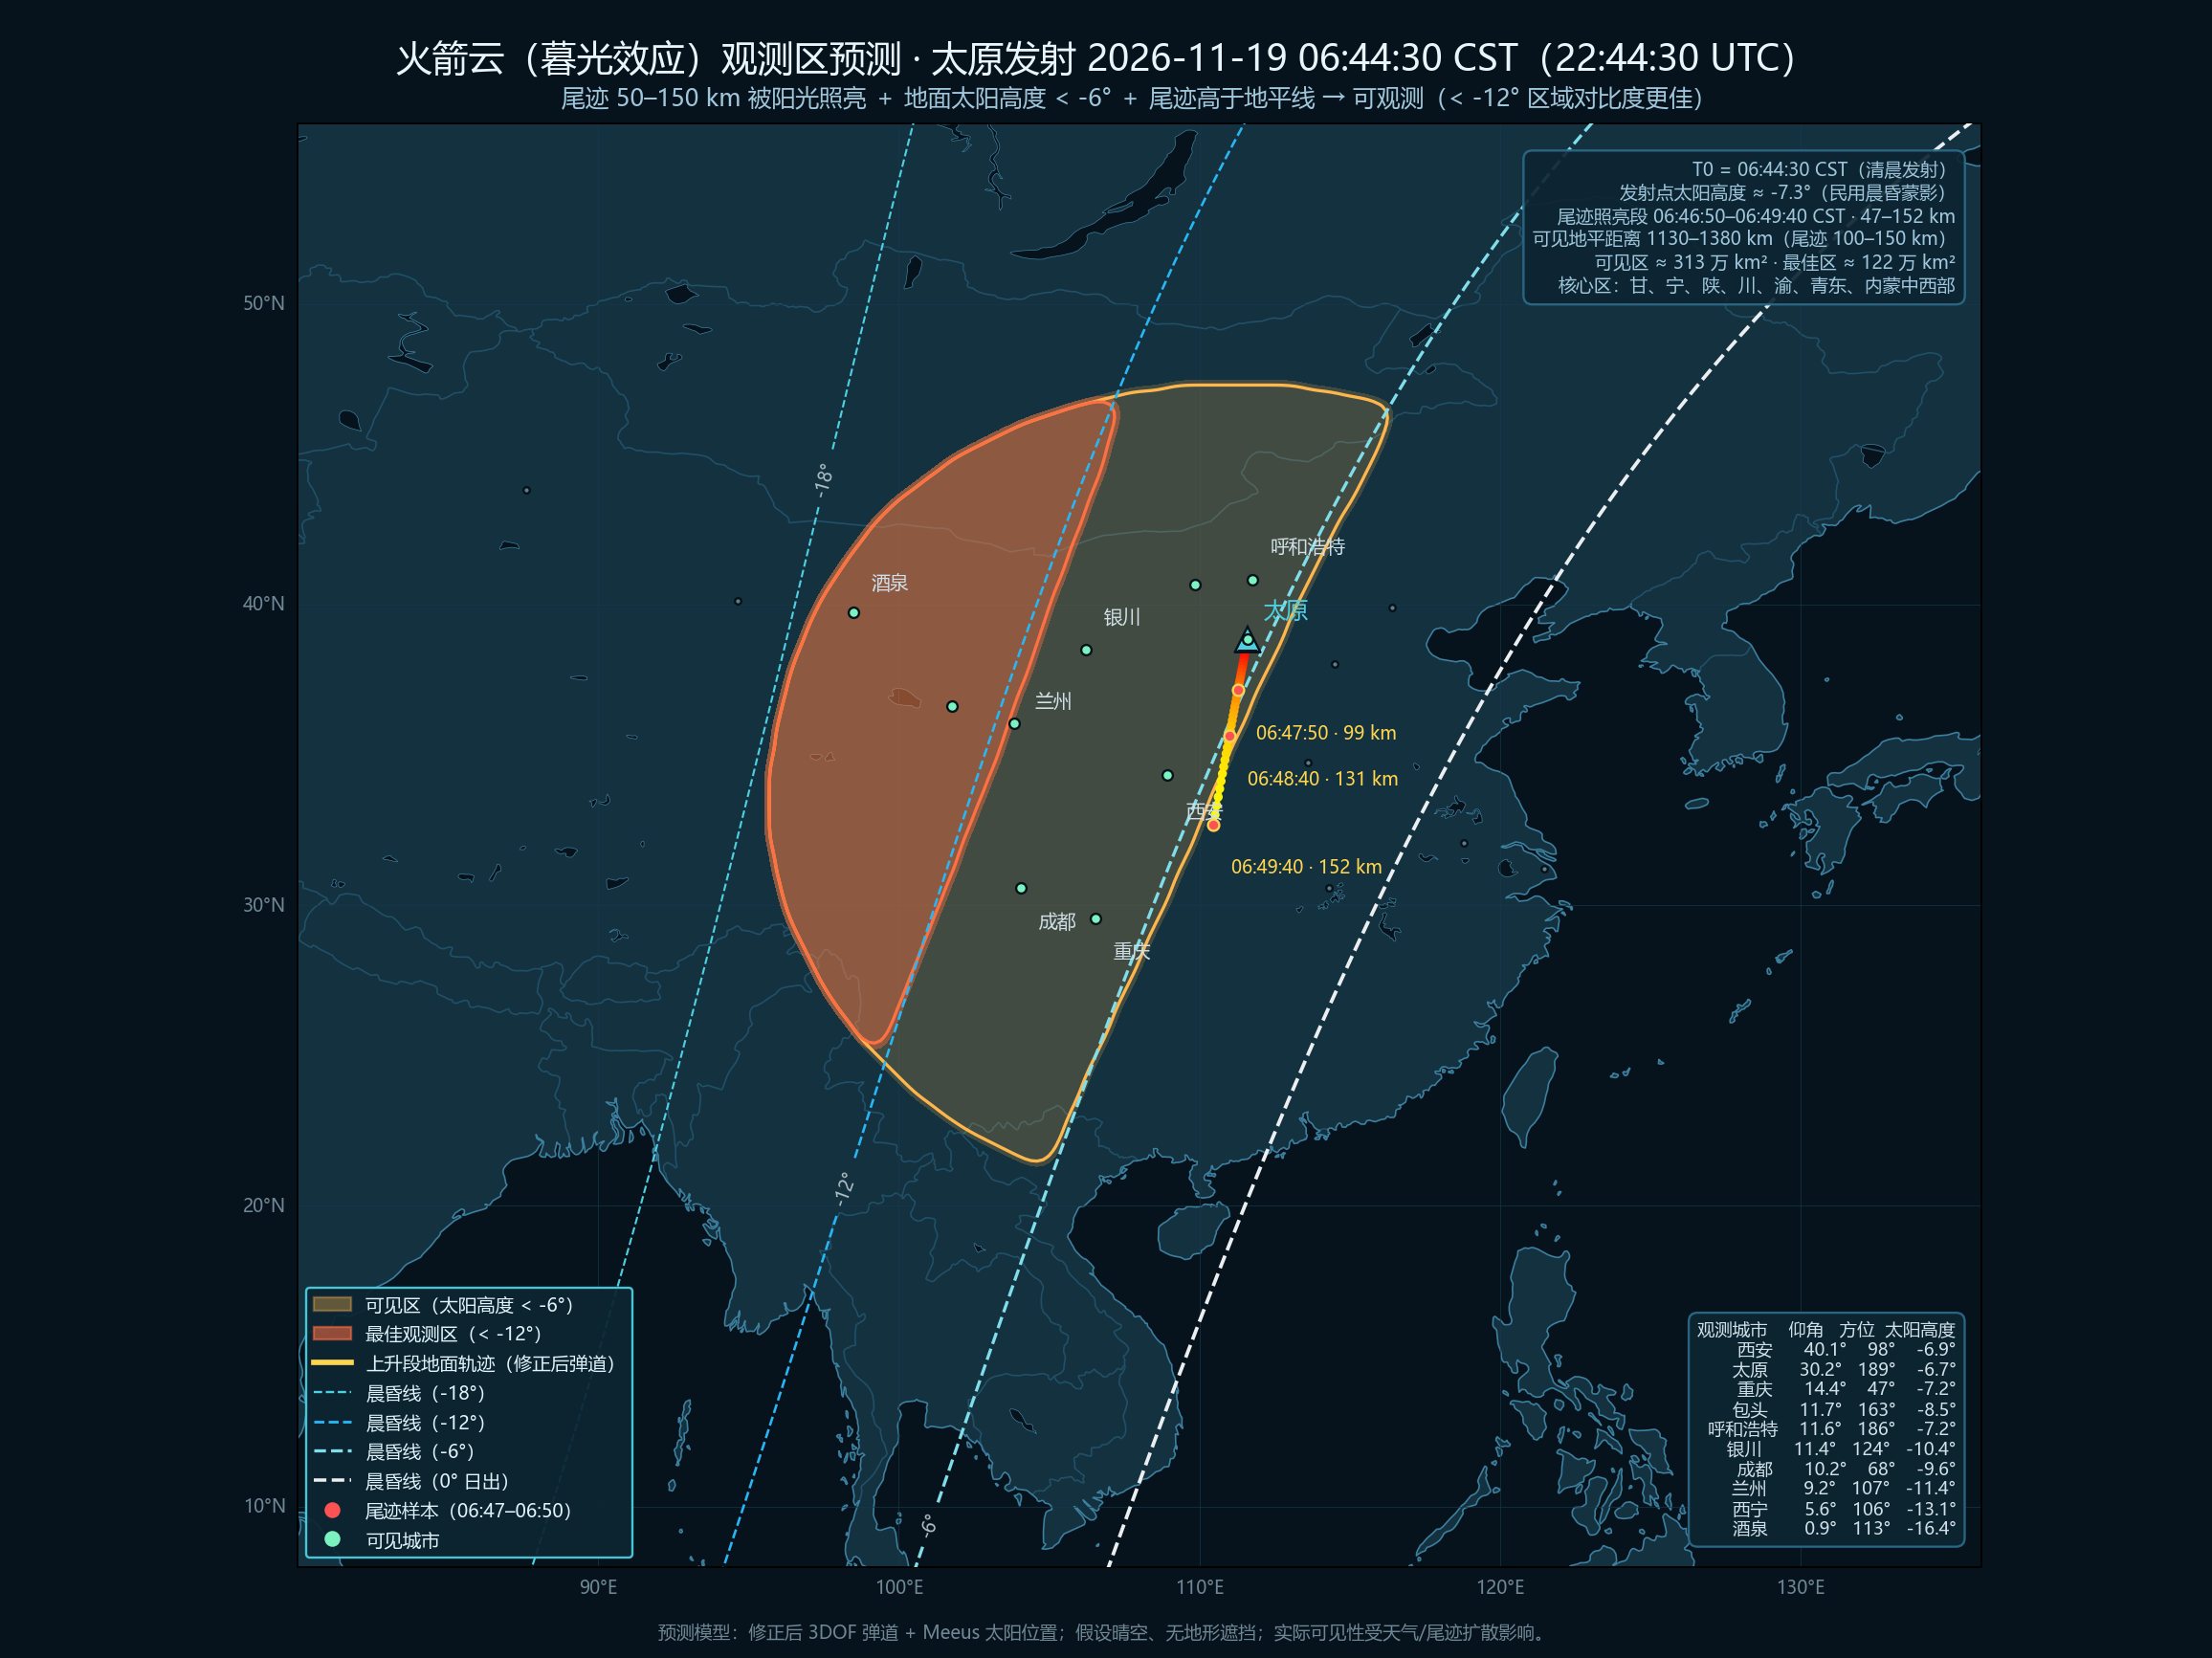 火箭云（暮光效应）观测区预测 · 太原发射 2026-11-19 06:44:30 CST（22:44:30 UTC）
尾迹 50–150 km 被阳光照亮 + 地面太阳高度 < -6° + 尾迹高于地平线 → 可观测（< -12° 区域对比度更佳）
T0 = 06:44:30 CST（清晨发射）
发射点太阳高度 ≈ -7.3°（民用晨昏蒙影）
尾迹照亮段 06:46:50–06:49:40 CST · 47–152 km
可见地平距离 1130–1380 km（尾迹 100–150 km）
可见区 ≈ 313 万 km² · 最佳区 ≈ 122 万 km²
核心区：甘、宁、陕、川、渝、青东、内蒙中西部
50°N
40°N
30°N
20°N
10°N
-18°
呼和浩特
酒泉
太原
银川
兰州
06:47:50 · 99 km
06:48:40 · 131 km
西安
06:49:40 · 152 km
成都
重庆
-12°
-6°
可见区（太阳高度 < -6°）
最佳观测区（< -12°）
上升段地面轨迹（修正后弹道）
晨昏线（-18°）
晨昏线（-12°）
晨昏线（-6°）
晨昏线（0° 日出）
尾迹样本（06:47–06:50）
可见城市
观测城市 仰角 方位 太阳高度
西安 40.1° 98° -6.9°
太原 30.2° 189° -6.7°
重庆 14.4° 47° -7.2°
包头 11.7° 163° -8.5°
呼和浩特 11.6° 186° -7.2°
银川 11.4° 124° -10.4°
成都 10.2° 68° -9.6°
兰州 9.2° 107° -11.4°
西宁 5.6° 106° -13.1°
酒泉 0.9° 113° -16.4°
90°E
100°E
110°E
120°E
130°E
预测模型：修正后 3DOF 弹道 + Meeus 太阳位置；假设晴空、无地形遮挡；实际可见性受天气/尾迹扩散影响。